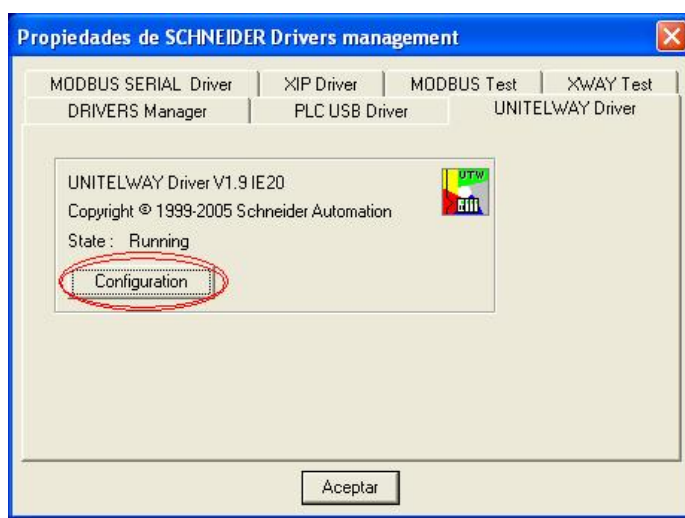 Propiedades de SCHNEIDER Drivers management
MODBUS SERIAL Driver XIP Driver MODBUS Test XWAY Test
DRIVERS Manager PLC USB Driver UNITELWAY Driver
UNITELWAY Driver V1.9 IE20
UTW
Copyright © 1999-2005 Schneider Automation
State : Running
Configuration
Aceptar